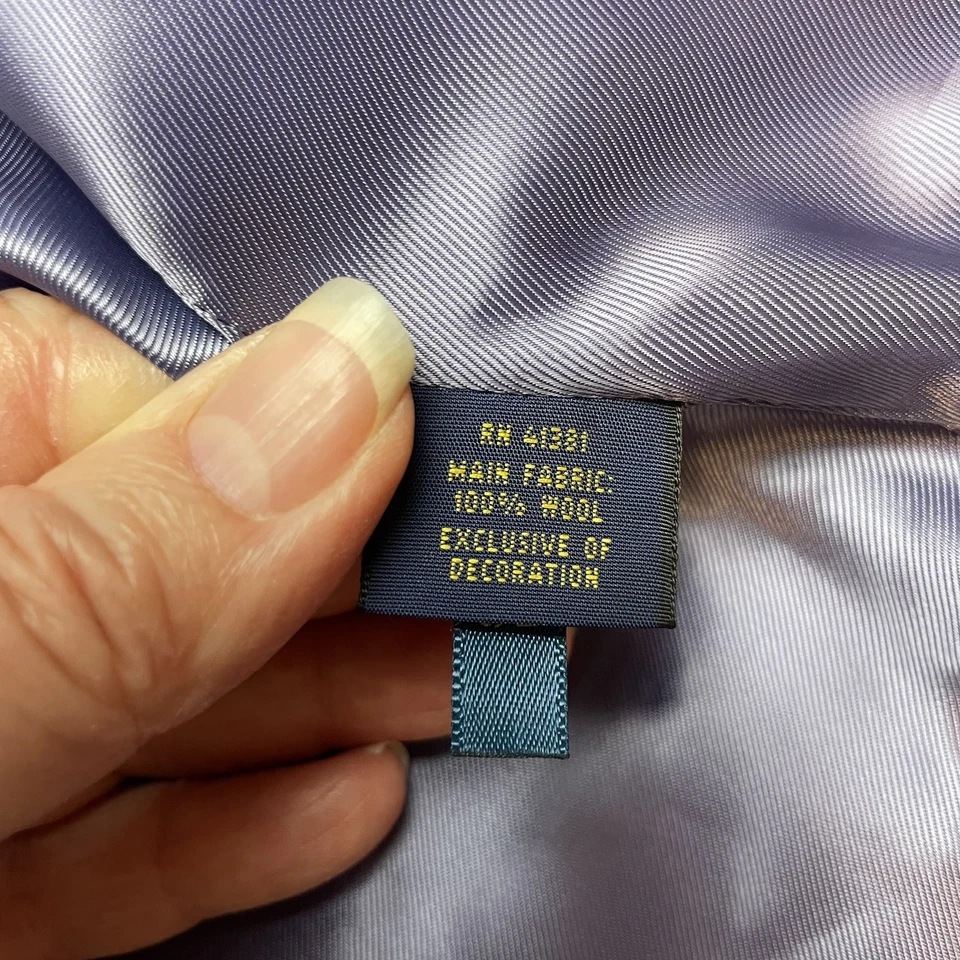 RN 41381
MAIN FABRIC:
100% WOOL
EXCLUSIVE OF
DECORATION